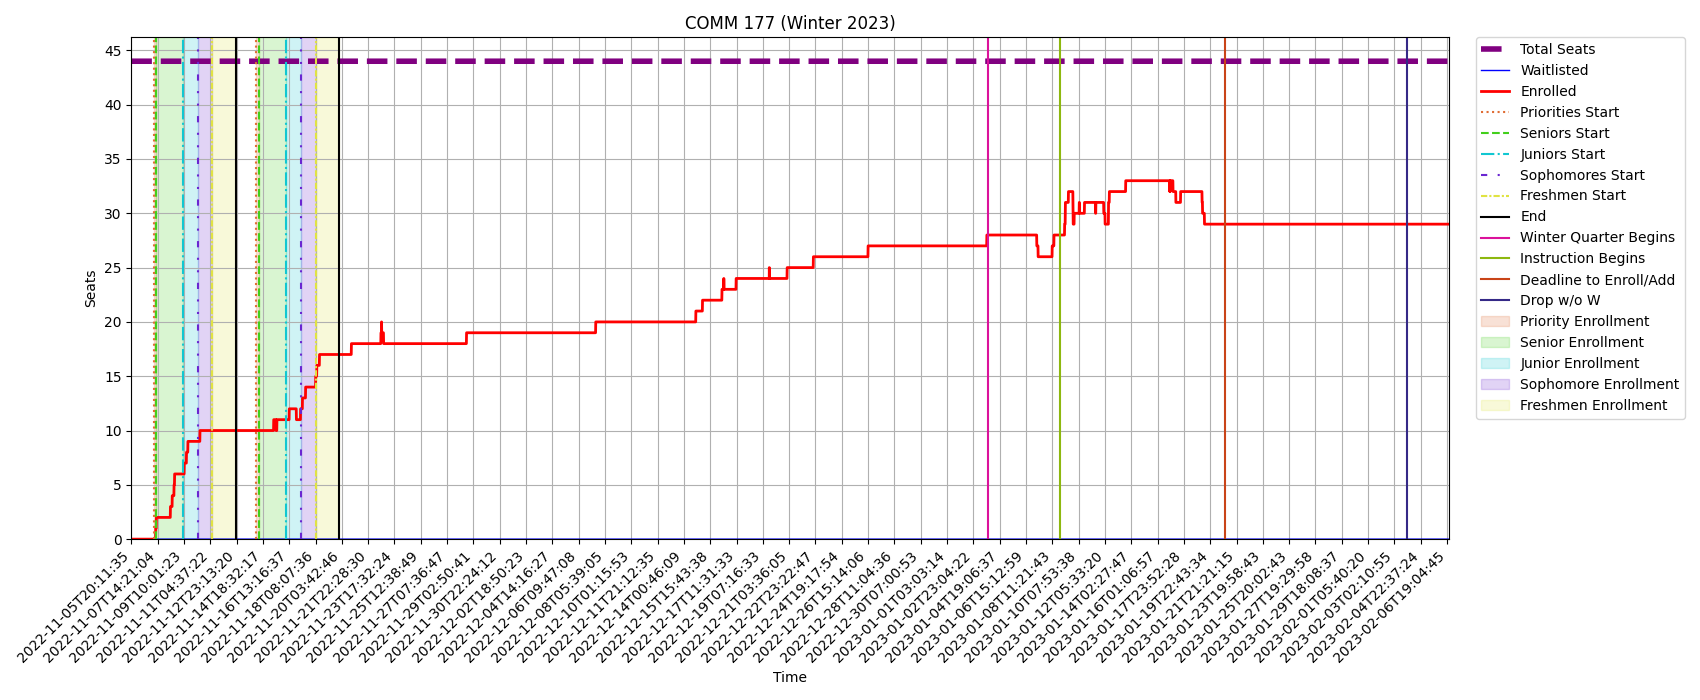 COMM 177 (Winter 2023)
Seats
45
40
35
30
25
20
15
10
5
0
2022-11-05T20:11:35
2022-11-07T14:21:04
2022-11-09T10:01:23
2022-11-11T04:37:22
2022-11-12T23:13:20
2022-11-14T18:32:17
2022-11-16T13:16:37
2022-11-18T08:07:36
2022-11-20T03:42:46
2022-11-21T22:28:30
2022-11-23T17:32:24
2022-11-25T12:38:49
2022-11-27T07:36:47
2022-11-29T02:50:41
2022-11-30T22:24:12
2022-12-02T18:50:23
2022-12-04T14:16:27
2022-12-06T09:47:08
2022-12-08T05:39:05
2022-12-10T01:15:53
2022-12-11T21:12:35
2022-12-14T00:46:09
2022-12-15T15:43:38
2022-12-17T11:31:33
2022-12-19T07:16:33
2022-12-21T03:36:05
2022-12-22T23:22:47
2022-12-24T19:17:54
2022-12-26T15:14:06
2022-12-28T11:04:36
2022-12-30T07:00:53
2023-01-01T03:03:14
2023-01-02T23:04:22
2023-01-04T19:06:37
2023-01-06T15:12:59
2023-01-08T11:21:43
2023-01-10T07:53:38
2023-01-12T05:33:20
2023-01-14T02:27:47
2023-01-16T01:06:57
2023-01-17T23:52:28
2023-01-19T22:43:34
2023-01-21T21:21:15
2023-01-23T19:58:43
2023-01-25T20:02:43
2023-01-27T19:29:58
2023-01-29T18:08:37
2023-02-01T05:40:20
2023-02-03T02:10:55
2023-02-04T22:37:24
2023-02-06T19:04:45
Time
Total Seats
Waitlisted
Enrolled
Priorities Start
Seniors Start
Juniors Start
Sophomores Start
Freshmen Start
End
Winter Quarter Begins
Instruction Begins
Deadline to Enroll/Add
Drop w/o W
Priority Enrollment
Senior Enrollment
Junior Enrollment
Sophomore Enrollment
Freshmen Enrollment